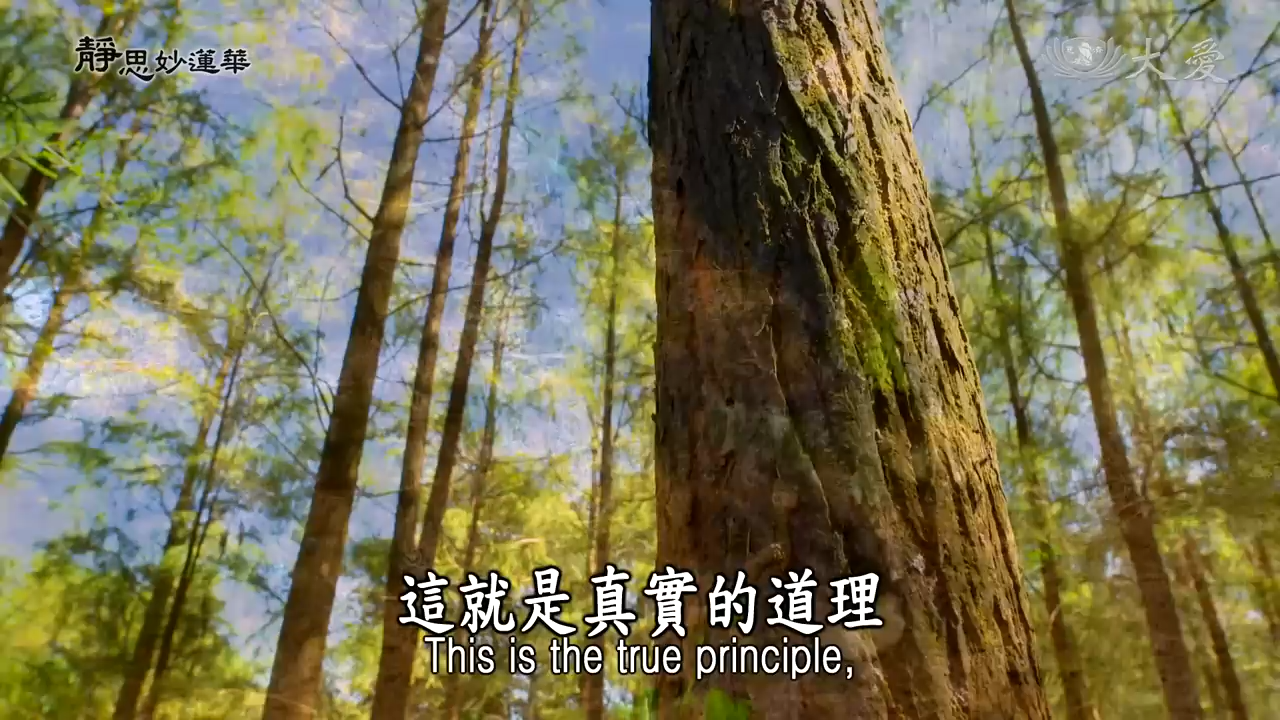 靜思妙蓮華
大愛
這就是真實的道理
This is the true principle,